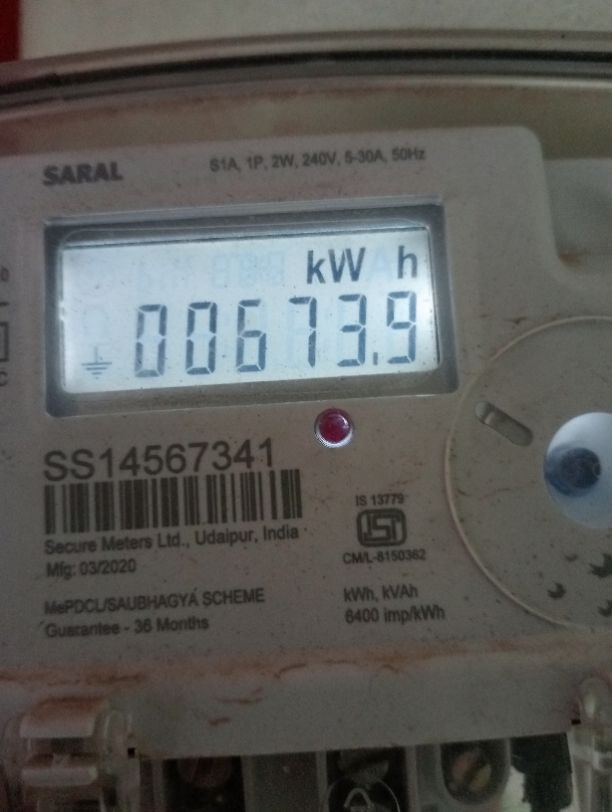 SARAL
S1A, 1P, 2W, 240V, 5-30A, 50Hz
kW h
00673.9
SS14567341
Secure Meters Ltd., Udaipur, India
Mfg: 03/2020
MePDCL/SAUBHAGYA SCHEME
Guarantee - 36 Months
IS 13779
ISI
CM/L-8150362
kWh, kVAh
6400 imp/kWh